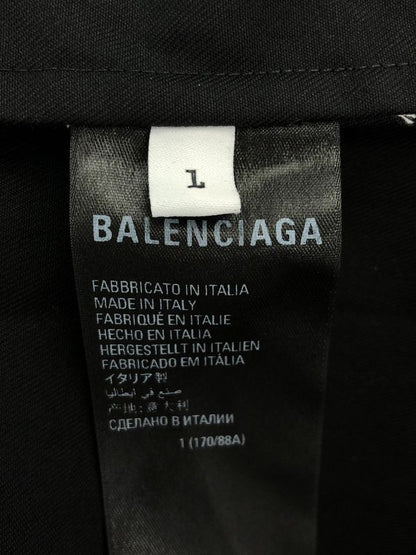 L
BALENCIAGA
FABBRICATO IN ITALIA
MADE IN ITALY
FABRIQUÉ EN ITALIE
HECHO EN ITALIA
HERGESTELLT IN ITALIEN
FABRICADO EM ITÁLIA
イタリア製
صنع في ايطاليا
产地:意大利
СДЕЛАНО В ИТАЛИИ
1 (170/88A)